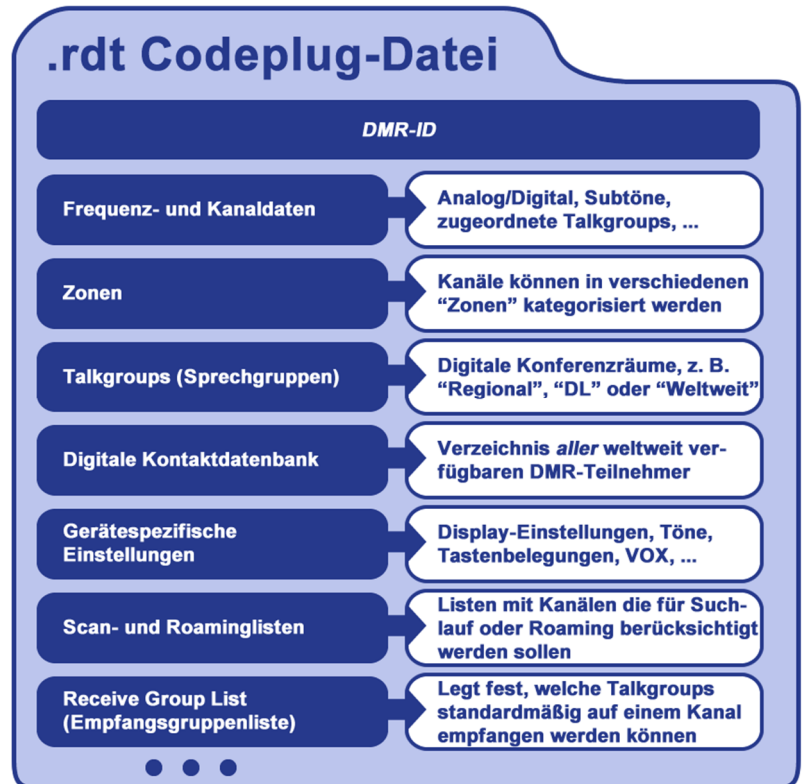 .rdt Codeplug-Datei
DMR-ID
Frequenz- und Kanaldaten
Analog/Digital, Subtöne,
zugeordnete Talkgroups, ...
Zonen
Kanäle können in verschiedenen
“Zonen” kategorisiert werden
Talkgroups (Sprechgruppen)
Digitale Konferenzräume, z. B.
“Regional”, “DL” oder “Weltweit”
Digitale Kontaktdatenbank
Verzeichnis aller weltweit ver-
fügbaren DMR-Teilnehmer
Gerätespezifische
Einstellungen
Display-Einstellungen, Töne,
Tastenbelegungen, VOX, ...
Scan- und Roaminglisten
Listen mit Kanälen die für Such-
lauf oder Roaming berücksichtigt
werden sollen
Receive Group List
(Empfangsgruppenliste)
Legt fest, welche Talkgroups
standardmäßig auf einem Kanal
empfangen werden können